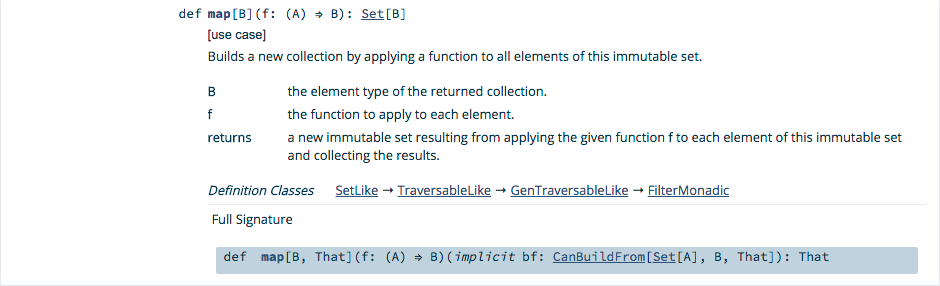 def map[B](f: (A) ⇒ B): Set[B]
[use case]
Builds a new collection by applying a function to all elements of this immutable set.
B the element type of the returned collection.
f the function to apply to each element.
returns a new immutable set resulting from applying the given function f to each element of this immutable set
and collecting the results.
Definition Classes SetLike → TraversableLike → GenTraversableLike → FilterMonadic
Full Signature
def map[B, That](f: (A) ⇒ B)(implicit bf: CanBuildFrom[Set[A], B, That]): That